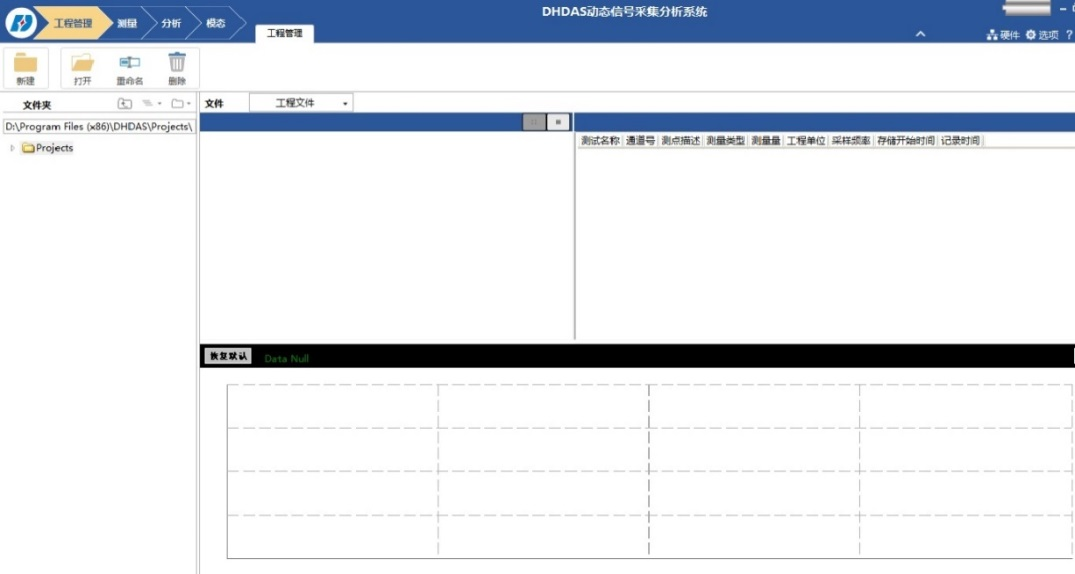 DHDAS动态信号采集分析系统
工程管理 测量 分析 模态
工程管理
硬件 选项 ?
新建 打开 重命名 删除
文件夹
文件 工程文件
D:\Program Files (x86)\DHDAS\Projects\
Projects
测试名称 通道号 测点描述 测量类型 测量量 工程单位 采样频率 存储开始时间 记录时间
恢复默认 Data Null